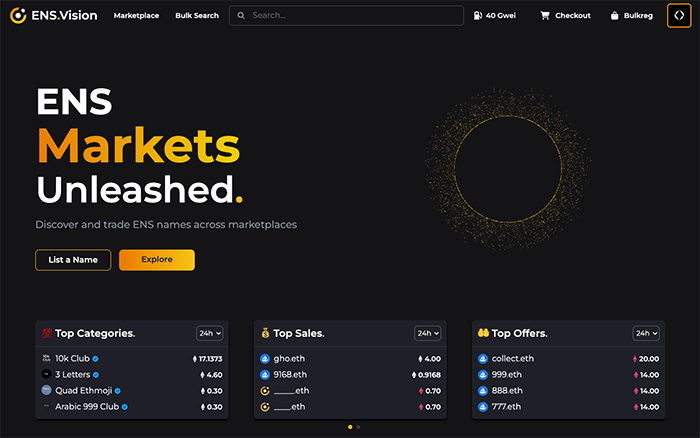 ENS.Vision
Marketplace
Bulk Search
Search...
40 Gwei
Checkout
Bulkreg
ENS
Markets
Unleashed.
Discover and trade ENS names across marketplaces
List a Name
Explore
Top Categories.
24h
10k Club
17.1373
3 Letters
4.60
Quad Ethmoji
0.30
Arabic 999 Club
0.30
Top Sales.
24h
gho.eth
4.00
9168.eth
0.9168
_____.eth
0.70
____.eth
0.70
Top Offers.
24h
collect.eth
20.00
999.eth
14.00
888.eth
14.00
777.eth
14.00